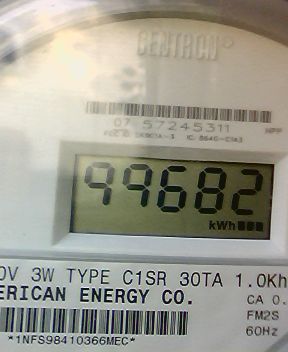 CENTRON®
07 57245311
HPP
99682
kWh
0V 3W TYPE C1SR 30TA 1.0Kh
ERICAN ENERGY CO.
CA 0.
FM2S
60Hz
*1NFS98410366MEC*